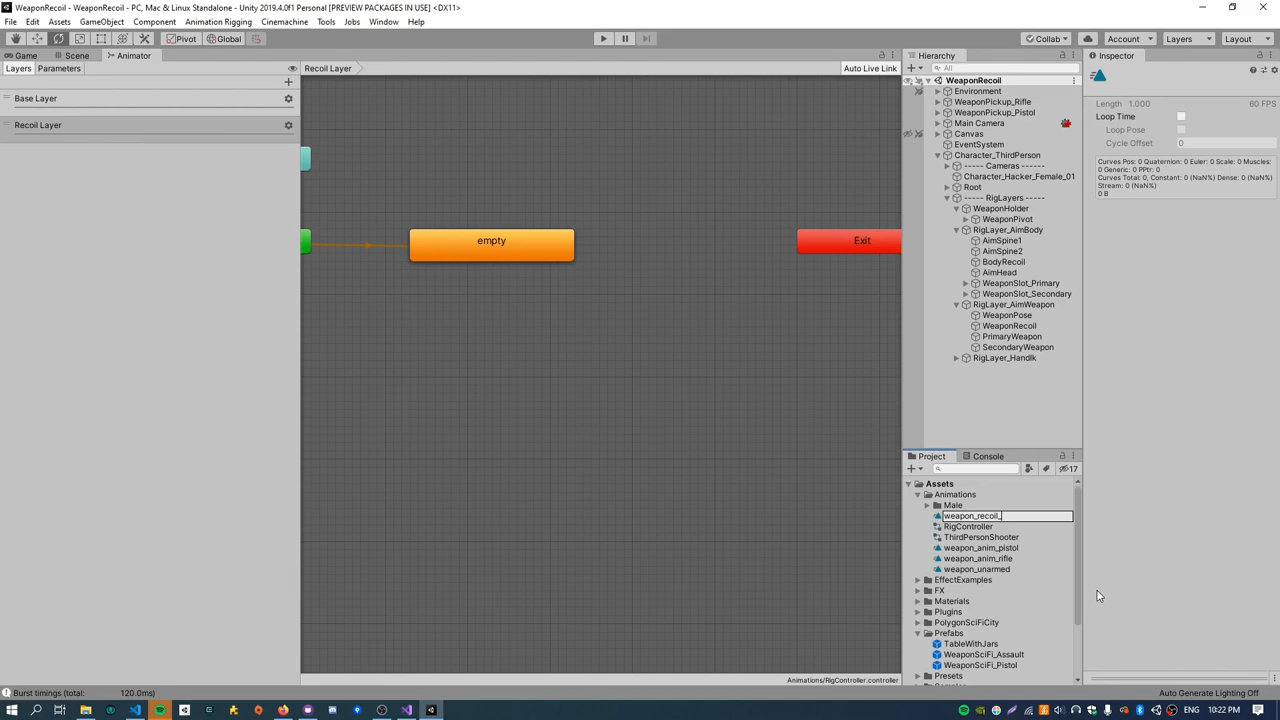 WeaponRecoil - WeaponRecoil - PC, Mac & Linux Standalone - Unity 2019.4.0f1 Personal [PREVIEW PACKAGES IN USE] <DX11>
File Edit Assets GameObject Component Animation Rigging Cinemachine Tools Jobs Window Help
Pivot Global Collab Account Layers Layout
Game Scene Animator
Layers Parameters
Recoil Layer
Auto Live Link
Base Layer
Recoil Layer
empty
Exit
Animations/RigController.controller
Hierarchy
All
WeaponRecoil
Environment
WeaponPickup_Rifle
WeaponPickup_Pistol
Main Camera
Canvas
EventSystem
Character_ThirdPerson
----- Cameras ------
Character_Hacker_Female_01
Root
----- RigLayers -----
WeaponHolder
WeaponPivot
RigLayer_AimBody
AimSpine1
AimSpine2
BodyRecoil
AimHead
WeaponSlot_Primary
WeaponSlot_Secondary
RigLayer_AimWeapon
WeaponPose
WeaponRecoil
PrimaryWeapon
SecondaryWeapon
RigLayer_HandIk
Project Console
17
Assets
Animations
Male
weapon_recoil_
RigController
ThirdPersonShooter
weapon_anim_pistol
weapon_anim_rifle
weapon_unarmed
EffectExamples
FX
Materials
Plugins
PolygonSciFiCity
Prefabs
TableWithJars
WeaponSciFi_Assault
WeaponSciFi_Pistol
Presets
Inspector
Length 1.000 60 FPS
Loop Time
Loop Pose
Cycle Offset 0
Curves Pos: 0 Quaternion: 0 Euler: 0 Scale: 0 Muscles:
0 Generic: 0 PPtr: 0
Curves Total: 0, Constant: 0 (NaN%) Dense: 0 (NaN%)
Stream: 0 (NaN%)
0 B
Burst timings (total: 120.0ms)
Auto Generate Lighting Off
10:22 PM